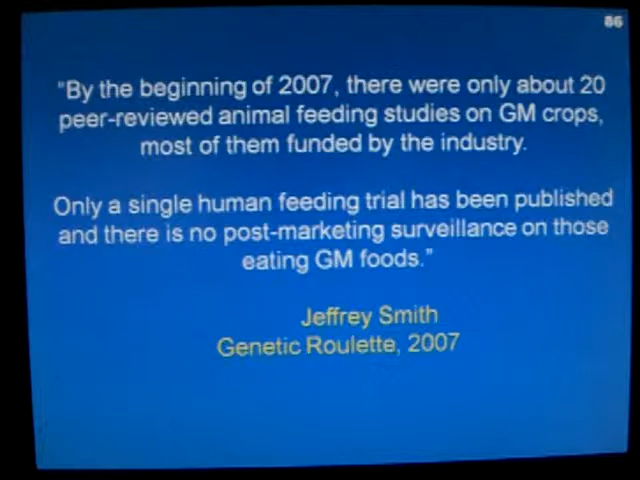 86
"By the beginning of 2007, there were only about 20
peer-reviewed animal feeding studies on GM crops,
most of them funded by the industry.
Only a single human feeding trial has been published
and there is no post-marketing surveillance on those
eating GM foods."
Jeffrey Smith
Genetic Roulette, 2007